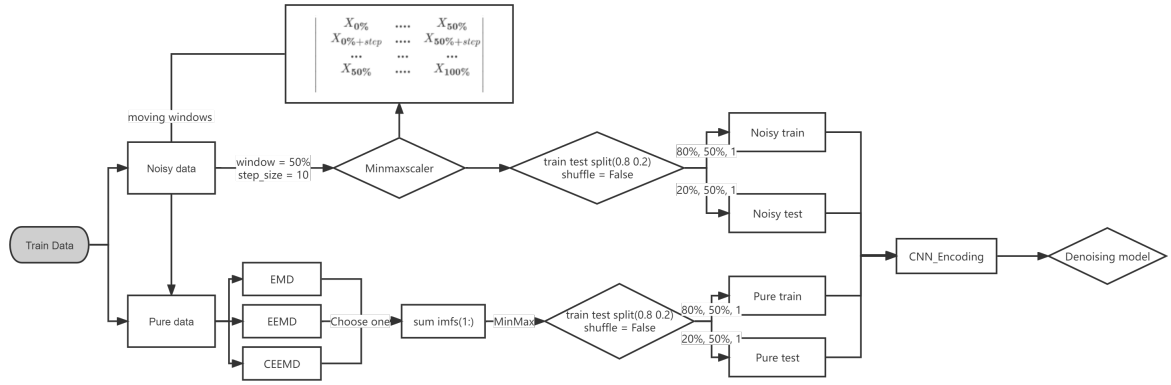 X0% .... X50%
X0%+step .... X50%+step
... ... ...
X50% .... X100%
moving windows
Noisy data
window = 50%
step_size = 10
Minmaxscaler
train test split(0.8 0.2)
shuffle = False
80%, 50%, 1
20%, 50%, 1
Noisy train
Noisy test
Train Data
Pure data
EMD
EEMD
CEEMD
Choose one
sum imfs(1:)
MinMax
train test split(0.8 0.2)
shuffle = False
80%, 50%, 1
20%, 50%, 1
Pure train
Pure test
CNN_Encoding
Denoising model